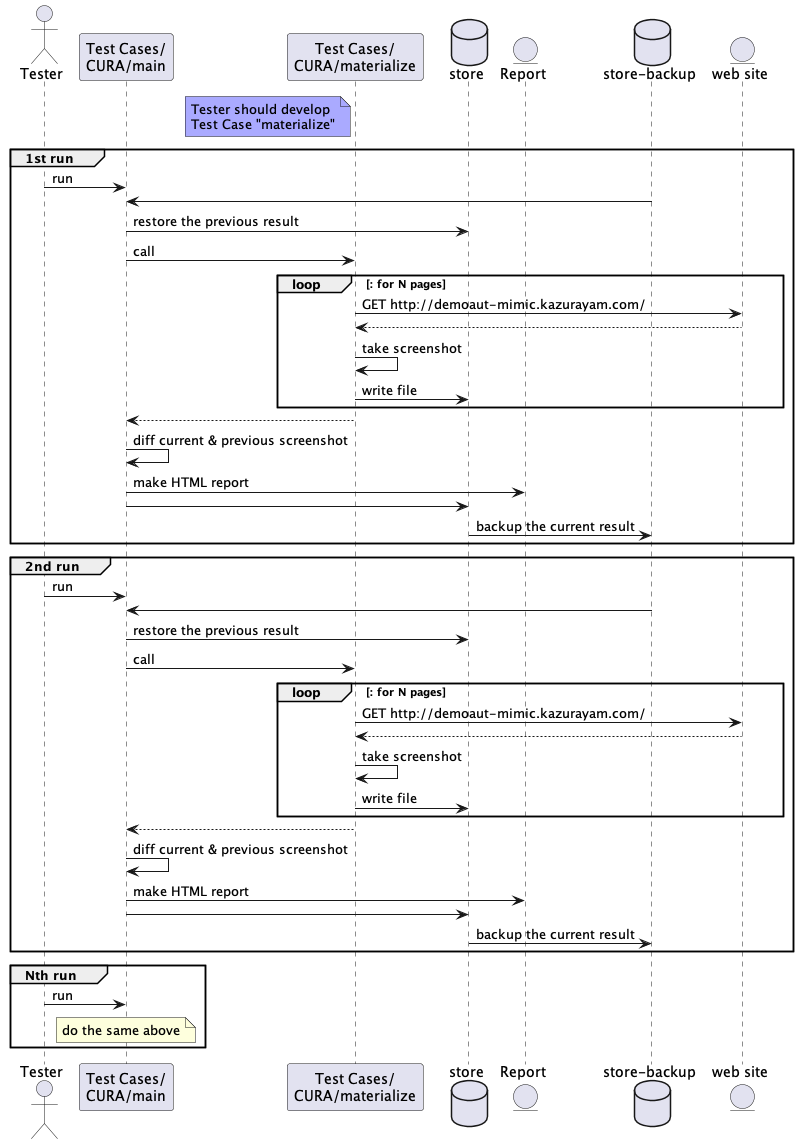 Tester
Test Cases/
CURA/main
Test Cases/
CURA/materialize
store
Report
store-backup
web site
Tester should develop
Test Case "materialize"
1st run
run
restore the previous result
call
loop [: for N pages]
GET http://demoaut-mimic.kazurayam.com/
take screenshot
write file
diff current & previous screenshot
make HTML report
backup the current result
2nd run
run
restore the previous result
call
loop [: for N pages]
GET http://demoaut-mimic.kazurayam.com/
take screenshot
write file
diff current & previous screenshot
make HTML report
backup the current result
Nth run
run
do the same above
Tester
Test Cases/
CURA/main
Test Cases/
CURA/materialize
store
Report
store-backup
web site